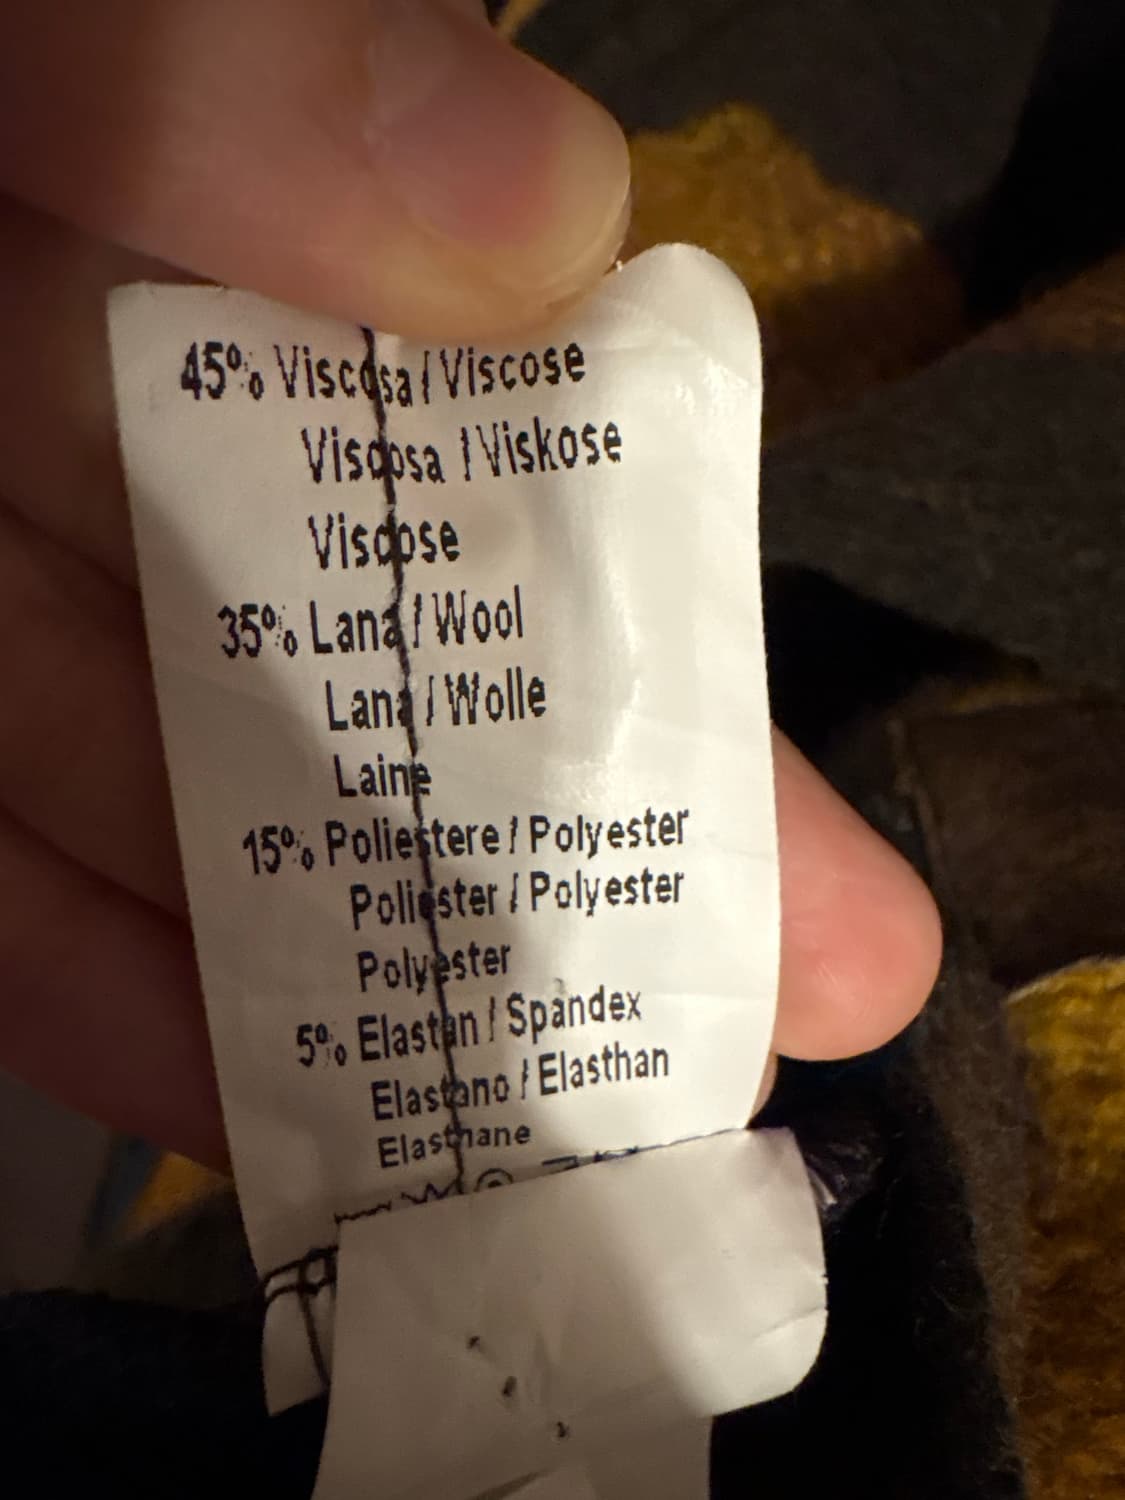 45% Viscosa / Viscose
Viscosa / Viskose
Viscose
35% Lana / Wool
Lana / Wolle
Laine
15% Poliestere / Polyester
Poliester / Polyester
Polyester
5% Elastan / Spandex
Elastano / Elasthan
Elasthane